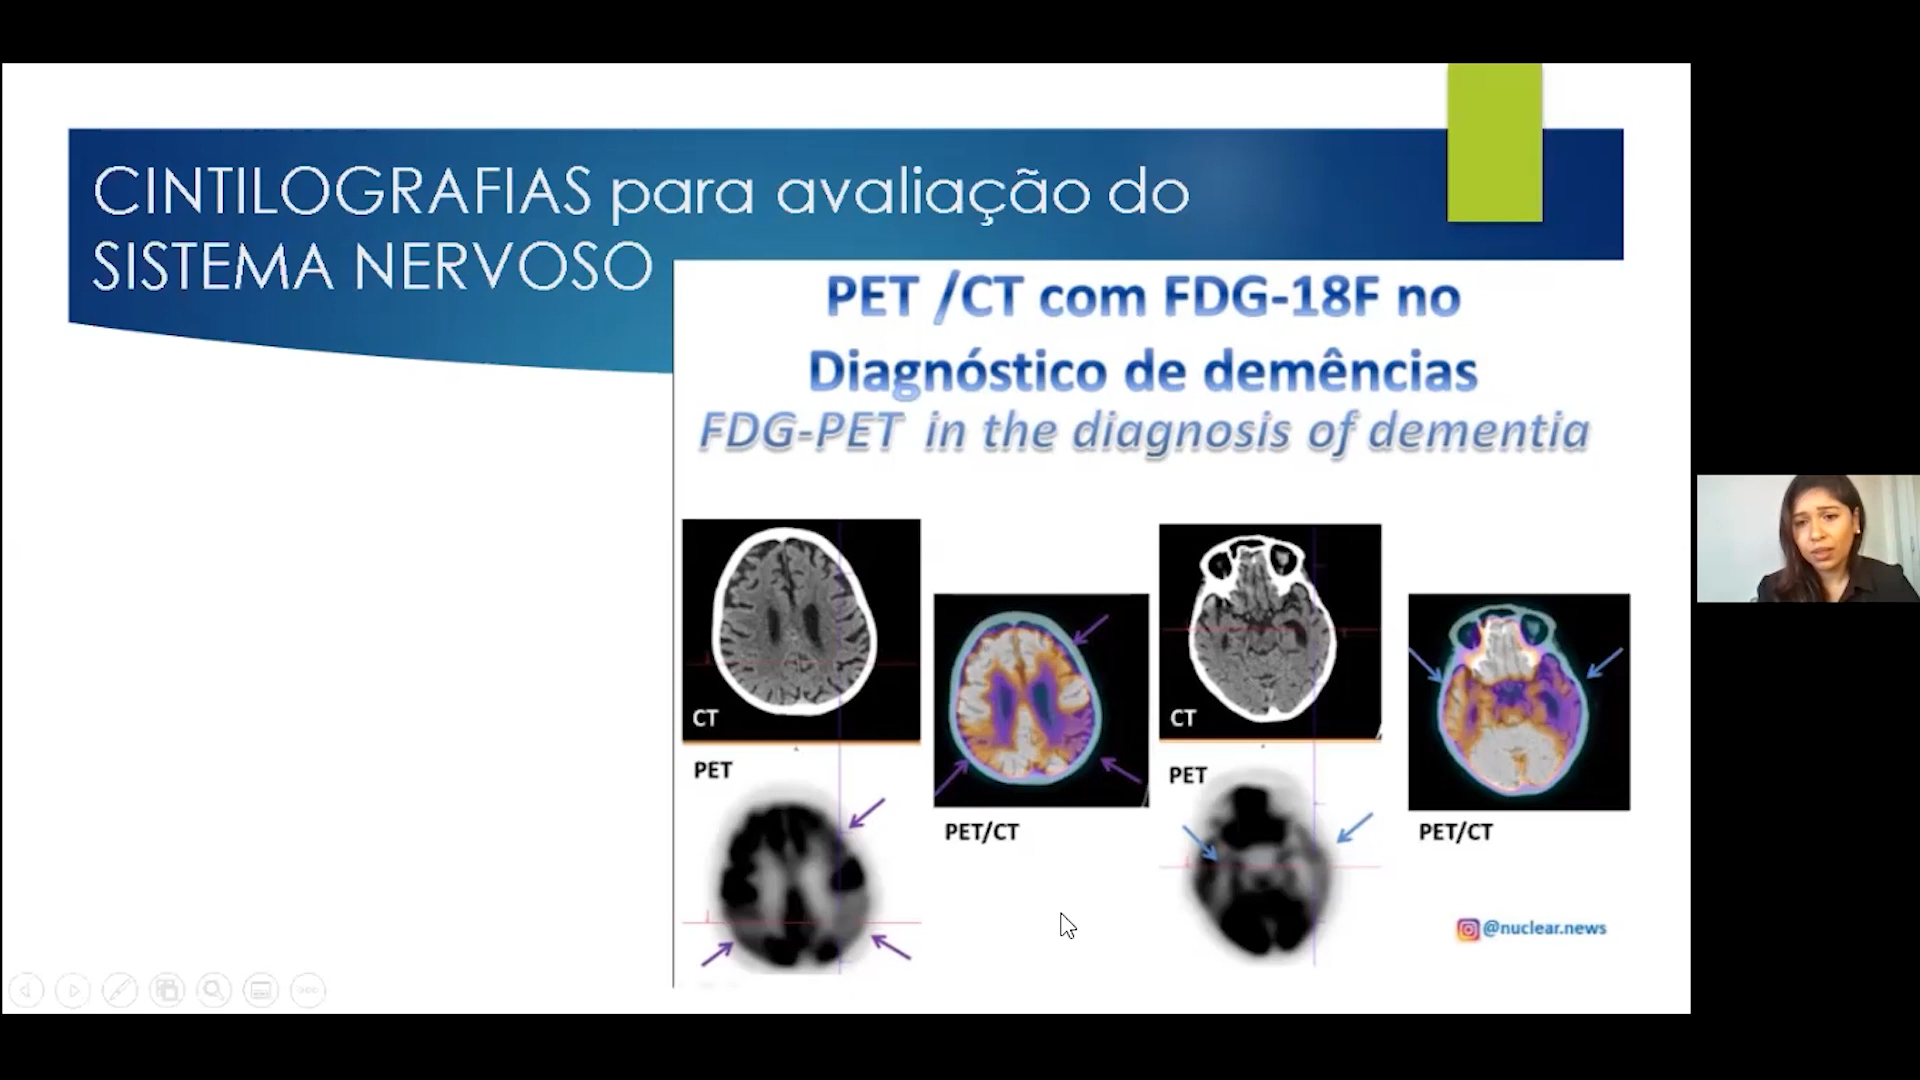 CINTILOGRAFIAS para avaliação do
SISTEMA NERVOSO
PET /CT com FDG-18F no
Diagnóstico de demências
FDG-PET in the diagnosis of dementia
CT
PET
PET/CT
CT
PET
PET/CT
@nuclear.news